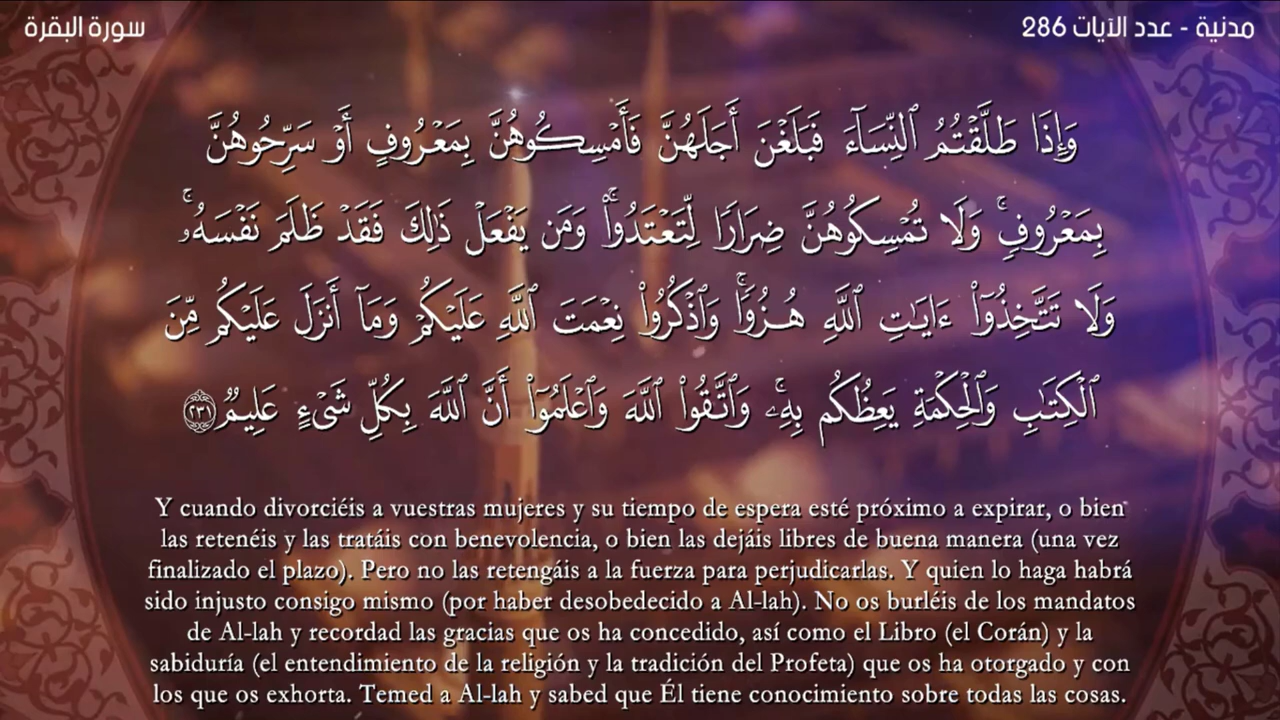 مدنية - عدد الآيات 286
سورة البقرة
وَإِذَا طَلَّقْتُمُ ٱلنِّسَآءَ فَبَلَغْنَ أَجَلَهُنَّ فَأَمْسِكُوهُنَّ بِمَعْرُوفٍ أَوْ سَرِّحُوهُنَّ
بِمَعْرُوفٍۚ وَلَا تُمْسِكُوهُنَّ ضِرَارًا لِّتَعْتَدُوا۟ۚ وَمَن يَفْعَلْ ذَٰلِكَ فَقَدْ ظَلَمَ نَفْسَهُۥۚ
وَلَا تَتَّخِذُوٓا۟ ءَايَٰتِ ٱللَّهِ هُزُوًاۚ وَٱذْكُرُوا۟ نِعْمَتَ ٱللَّهِ عَلَيْكُمْ وَمَآ أَنزَلَ عَلَيْكُم مِّنَ
ٱلْكِتَٰبِ وَٱلْحِكْمَةِ يَعِظُكُم بِهِۦۚ وَٱتَّقُوا۟ ٱللَّهَ وَٱعْلَمُوٓا۟ أَنَّ ٱللَّهَ بِكُلِّ شَىْءٍ عَلِيمٌ ٢٣١
Y cuando divorciéis a vuestras mujeres y su tiempo de espera esté próximo a expirar, o bien
las retenéis y las tratáis con benevolencia, o bien las dejáis libres de buena manera (una vez
finalizado el plazo). Pero no las retengáis a la fuerza para perjudicarlas. Y quien lo haga habrá
sido injusto consigo mismo (por haber desobedecido a Al-lah). No os burléis de los mandatos
de Al-lah y recordad las gracias que os ha concedido, así como el Libro (el Corán) y la
sabiduría (el entendimiento de la religión y la tradición del Profeta) que os ha otorgado y con
los que os exhorta. Temed a Al-lah y sabed que Él tiene conocimiento sobre todas las cosas.